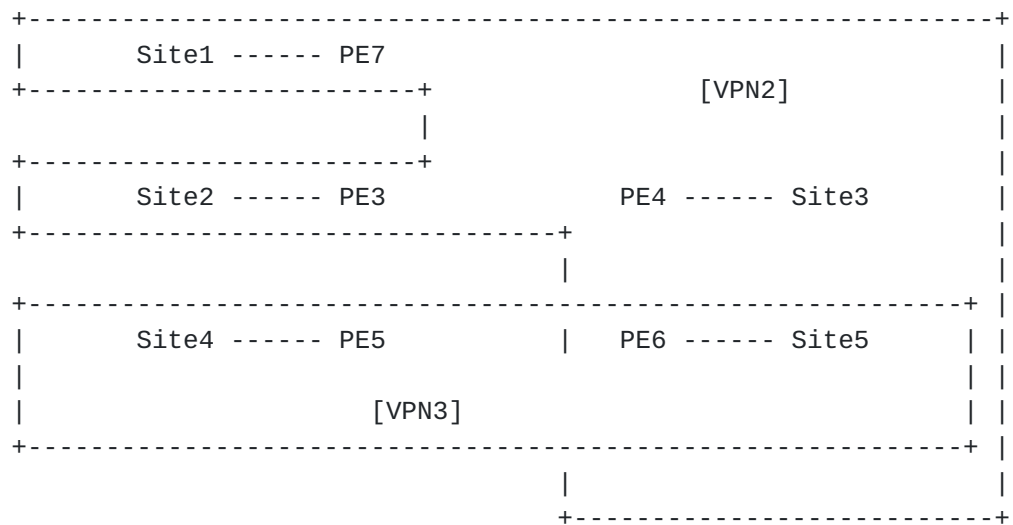 Site1 ------ PE7
[VPN2]
Site2 ------ PE3 PE4 ------ Site3
Site4 ------ PE5 PE6 ------ Site5
[VPN3]